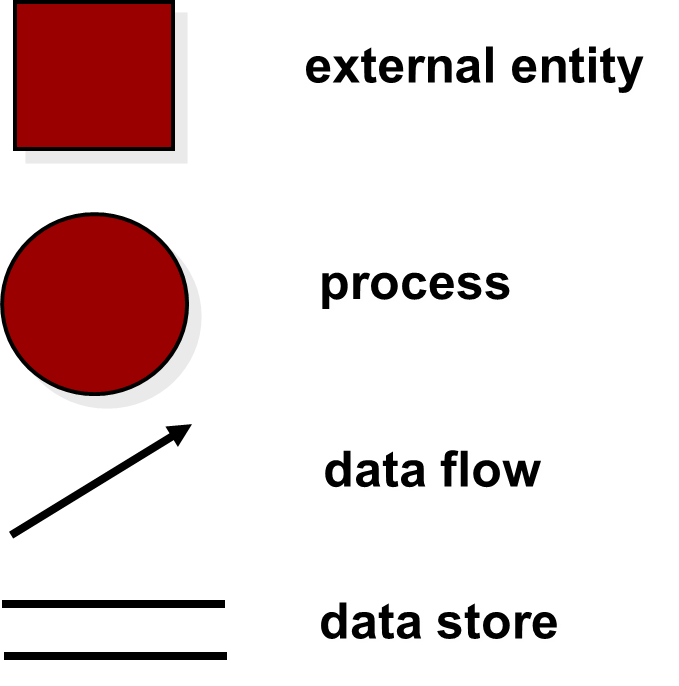 external entity
process
data flow
data store